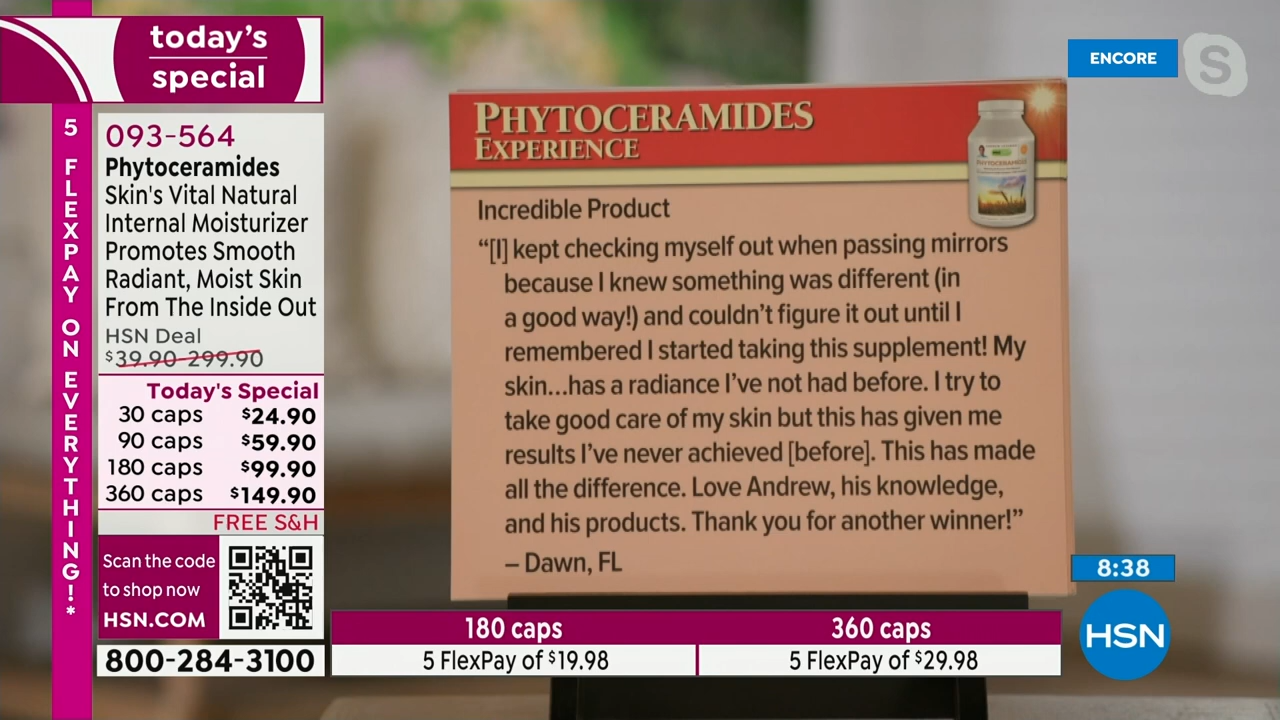 today's
special
5 FLEXPAY ON EVERYTHING!*
093-564
Phytoceramides
Skin's Vital Natural
Internal Moisturizer
Promotes Smooth
Radiant, Moist Skin
From The Inside Out
HSN Deal
$39.90-299.90
Today's Special
30 caps $24.90
90 caps $59.90
180 caps $99.90
360 caps $149.90
FREE S&H
Scan the code
to shop now
HSN.COM
800-284-3100
ENCORE
S
PHYTOCERAMIDES
EXPERIENCE
PHYTOCERAMIDES
Incredible Product
“[I] kept checking myself out when passing mirrors
because I knew something was different (in
a good way!) and couldn’t figure it out until I
remembered I started taking this supplement! My
skin...has a radiance I’ve not had before. I try to
take good care of my skin but this has given me
results I’ve never achieved [before]. This has made
all the difference. Love Andrew, his knowledge,
and his products. Thank you for another winner!”
– Dawn, FL
8:38
HSN
180 caps
5 FlexPay of $19.98
360 caps
5 FlexPay of $29.98